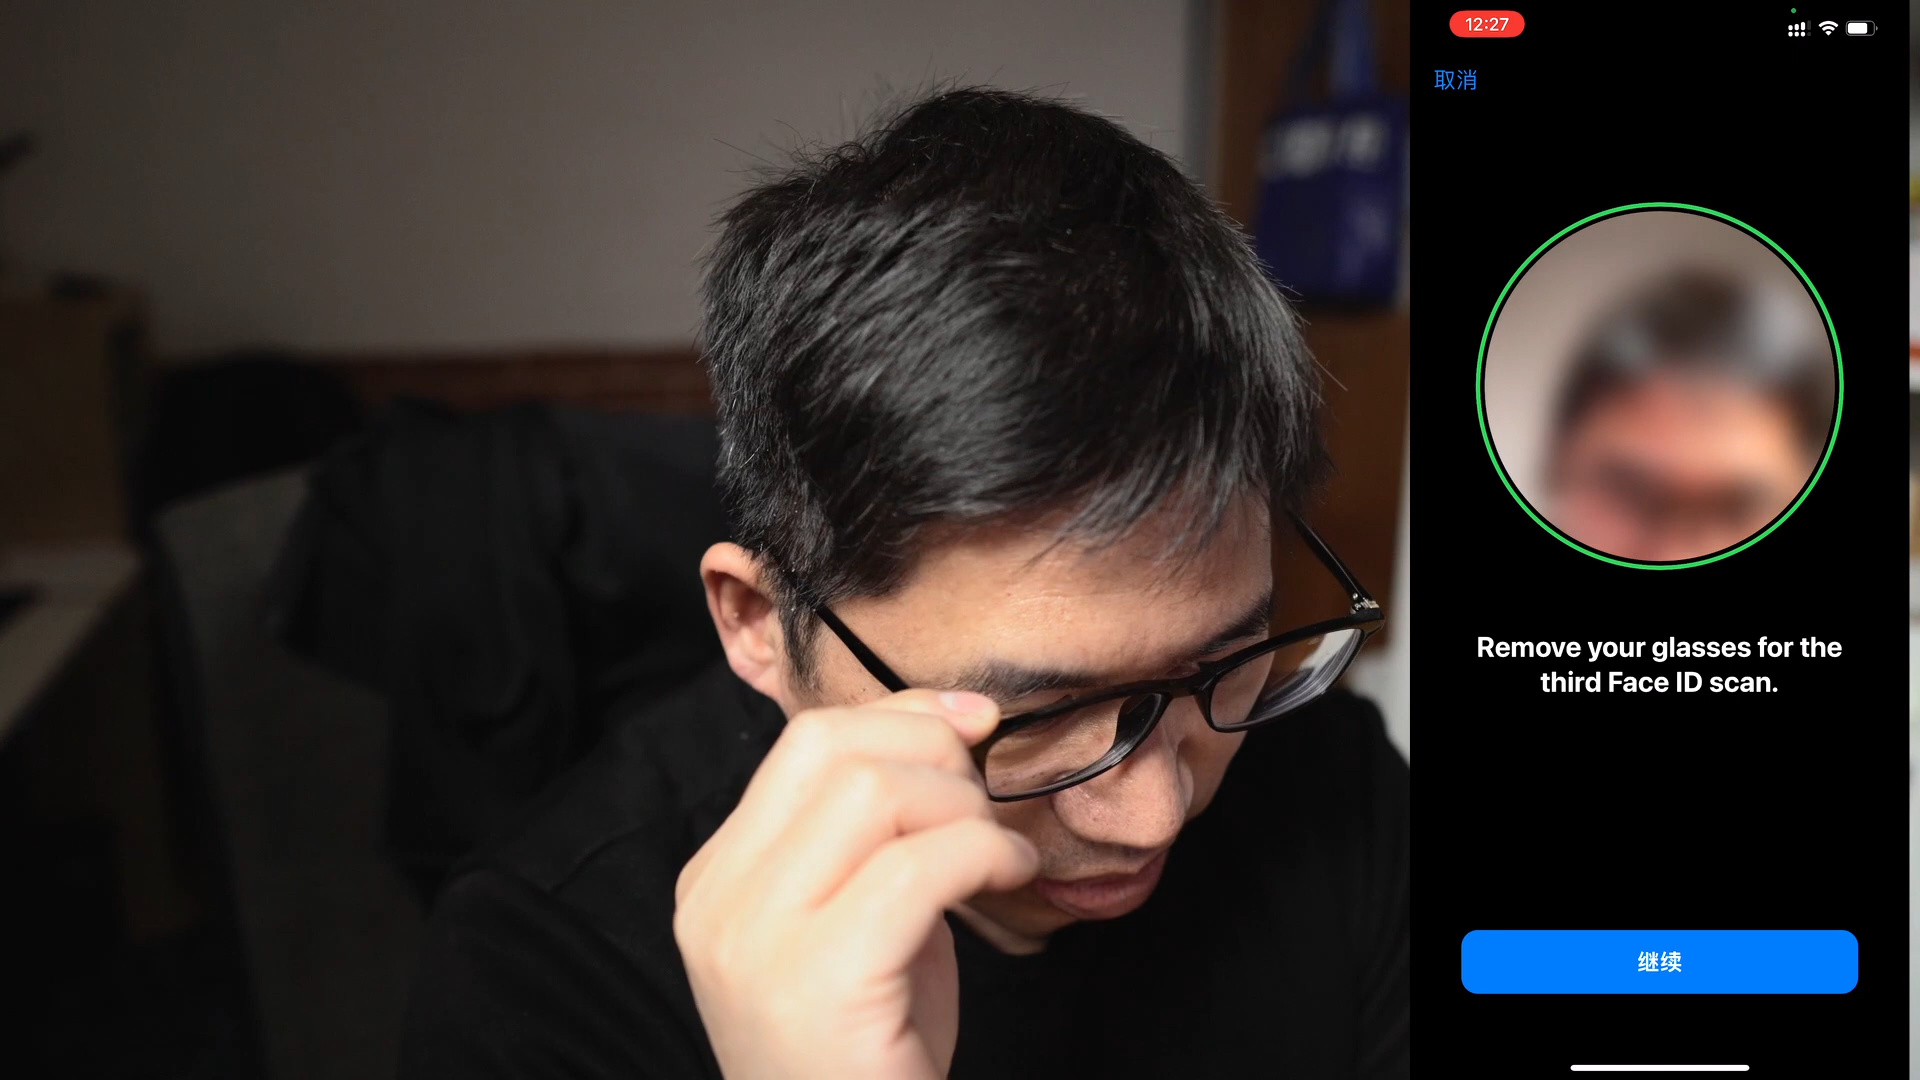 12:27
取消
Remove your glasses for the
third Face ID scan.
继续